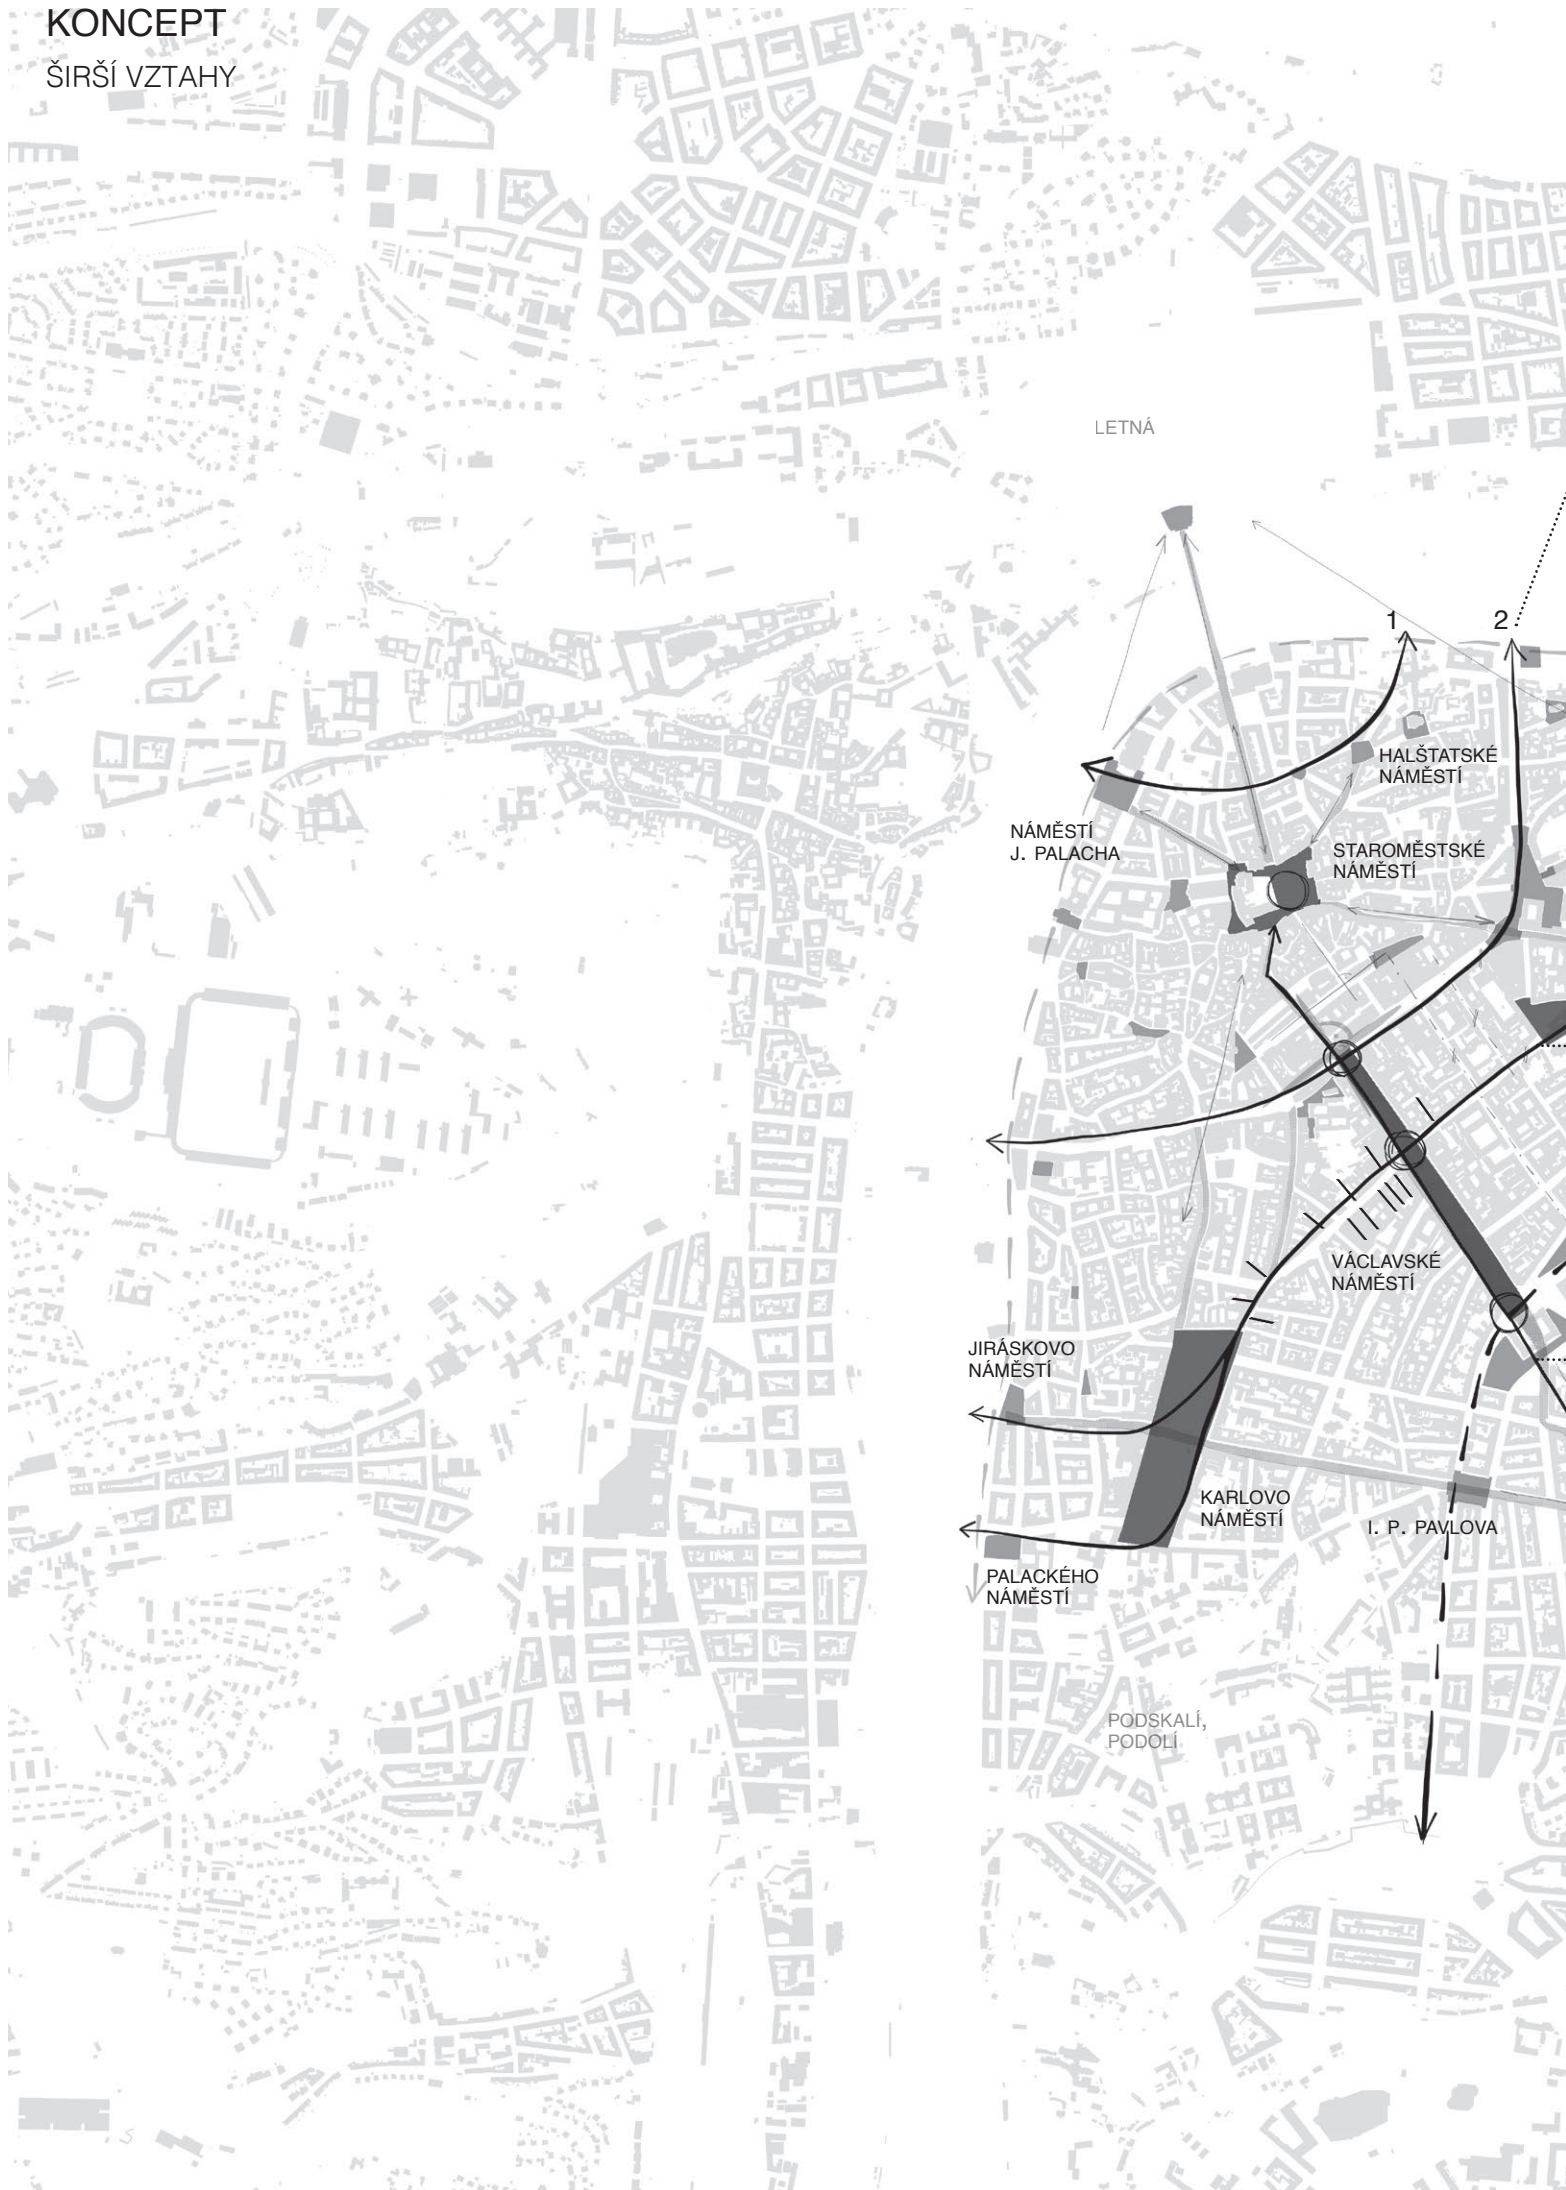 KONCEPT
ŠIRŠÍ VZTAHY
LETNÁ
1
2
HALŠTATSKÉ
NÁMĚSTÍ
NÁMĚSTÍ
J. PALACHA
STAROMĚSTSKÉ
NÁMĚSTÍ
VÁCLAVSKÉ
NÁMĚSTÍ
JIRÁSKOVO
NÁMĚSTÍ
KARLOVO
NÁMĚSTÍ
I. P. PAVLOVA
PALACKÉHO
NÁMĚSTÍ
PODSKALÍ,
PODOLÍ